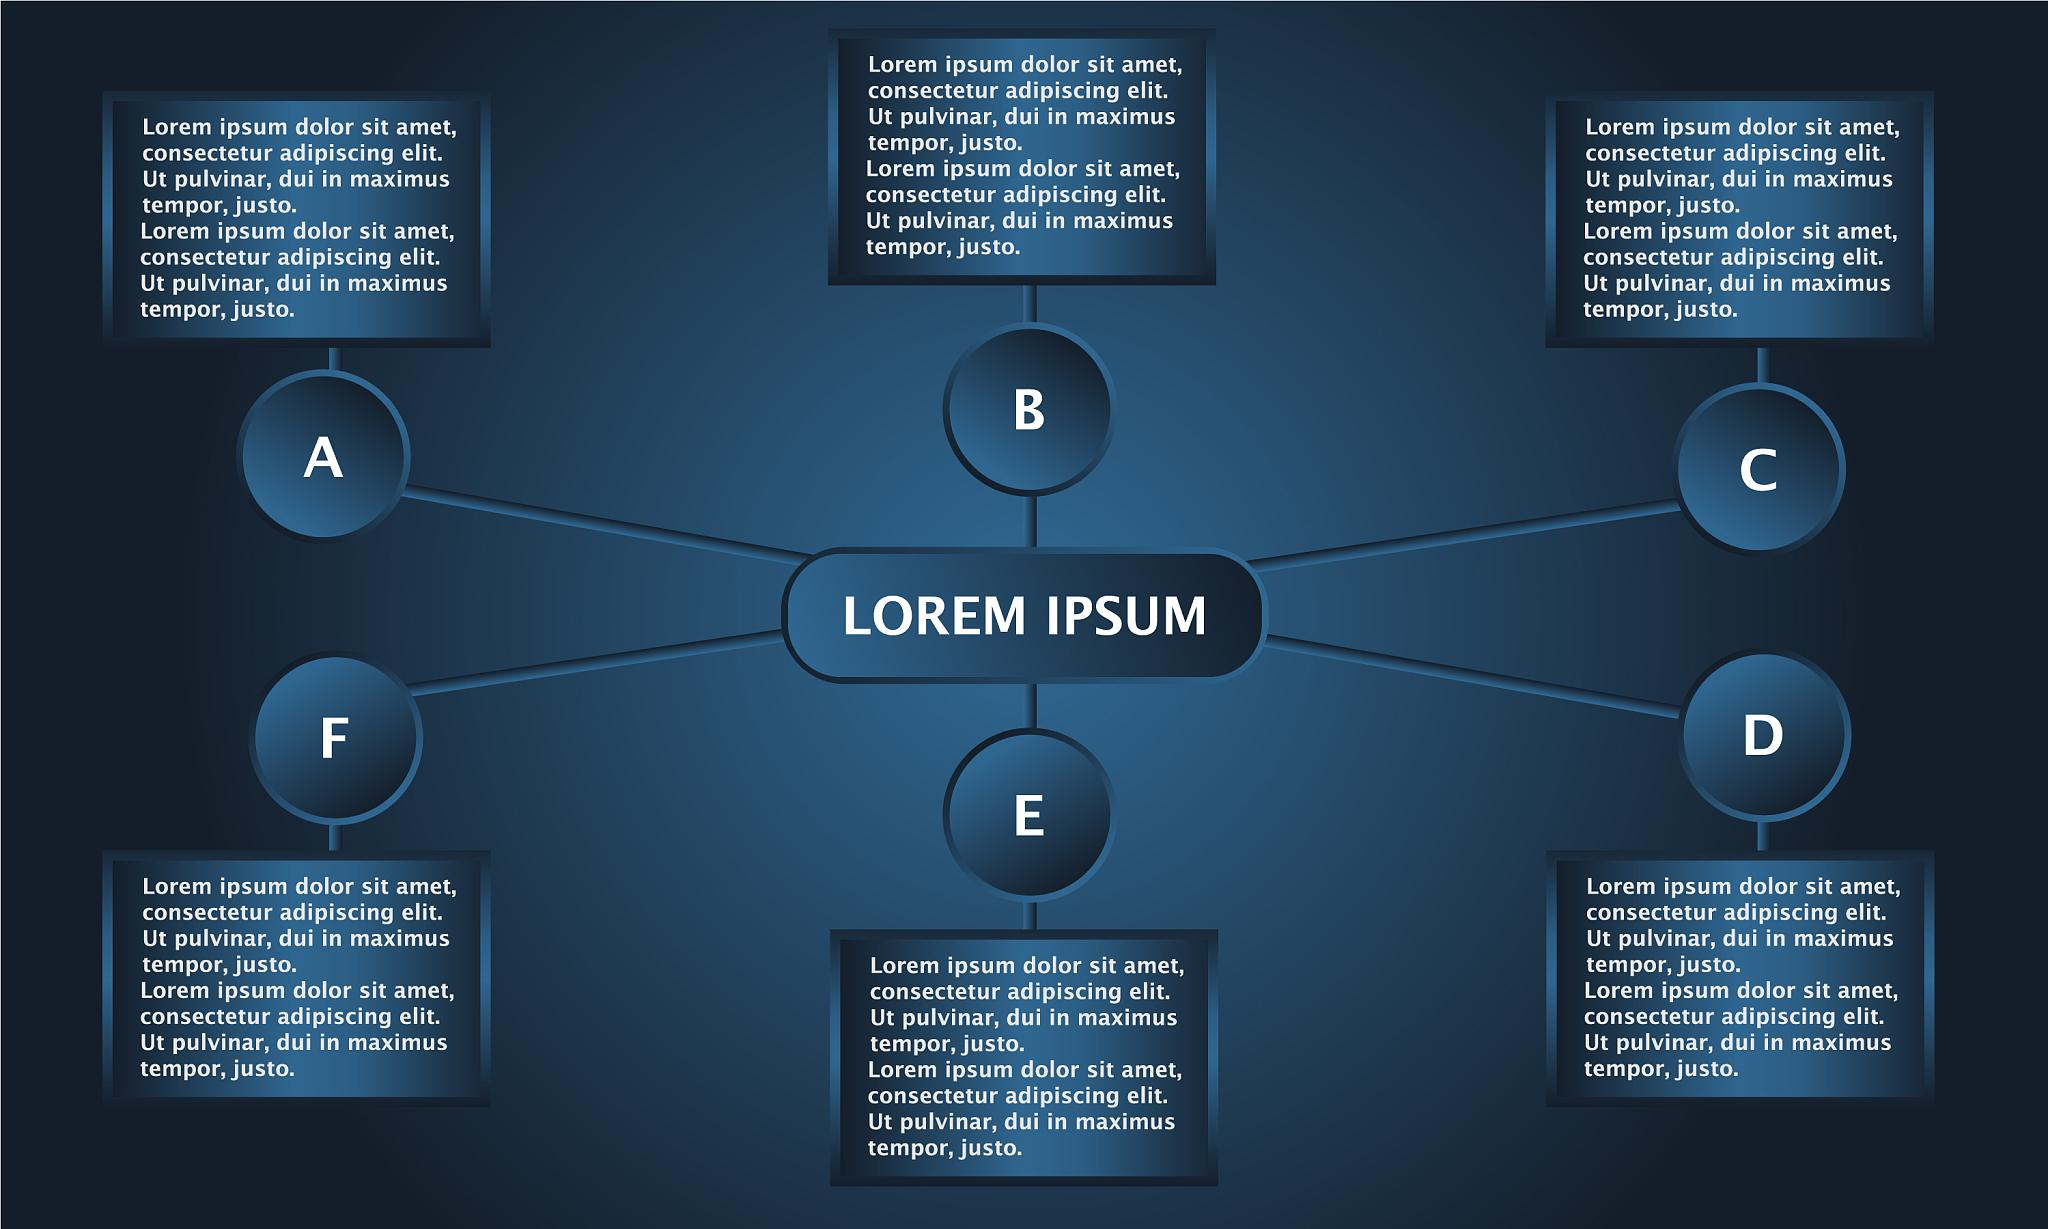 Lorem ipsum dolor sit amet,
consectetur adipiscing elit.
Ut pulvinar, dui in maximus
tempor, justo.
Lorem ipsum dolor sit amet,
consectetur adipiscing elit.
Ut pulvinar, dui in maximus
tempor, justo.
A
Lorem ipsum dolor sit amet,
consectetur adipiscing elit.
Ut pulvinar, dui in maximus
tempor, justo.
Lorem ipsum dolor sit amet,
consectetur adipiscing elit.
Ut pulvinar, dui in maximus
tempor, justo.
B
Lorem ipsum dolor sit amet,
consectetur adipiscing elit.
Ut pulvinar, dui in maximus
tempor, justo.
Lorem ipsum dolor sit amet,
consectetur adipiscing elit.
Ut pulvinar, dui in maximus
tempor, justo.
C
LOREM IPSUM
F
Lorem ipsum dolor sit amet,
consectetur adipiscing elit.
Ut pulvinar, dui in maximus
tempor, justo.
Lorem ipsum dolor sit amet,
consectetur adipiscing elit.
Ut pulvinar, dui in maximus
tempor, justo.
E
Lorem ipsum dolor sit amet,
consectetur adipiscing elit.
Ut pulvinar, dui in maximus
tempor, justo.
Lorem ipsum dolor sit amet,
consectetur adipiscing elit.
Ut pulvinar, dui in maximus
tempor, justo.
D
Lorem ipsum dolor sit amet,
consectetur adipiscing elit.
Ut pulvinar, dui in maximus
tempor, justo.
Lorem ipsum dolor sit amet,
consectetur adipiscing elit.
Ut pulvinar, dui in maximus
tempor, justo.